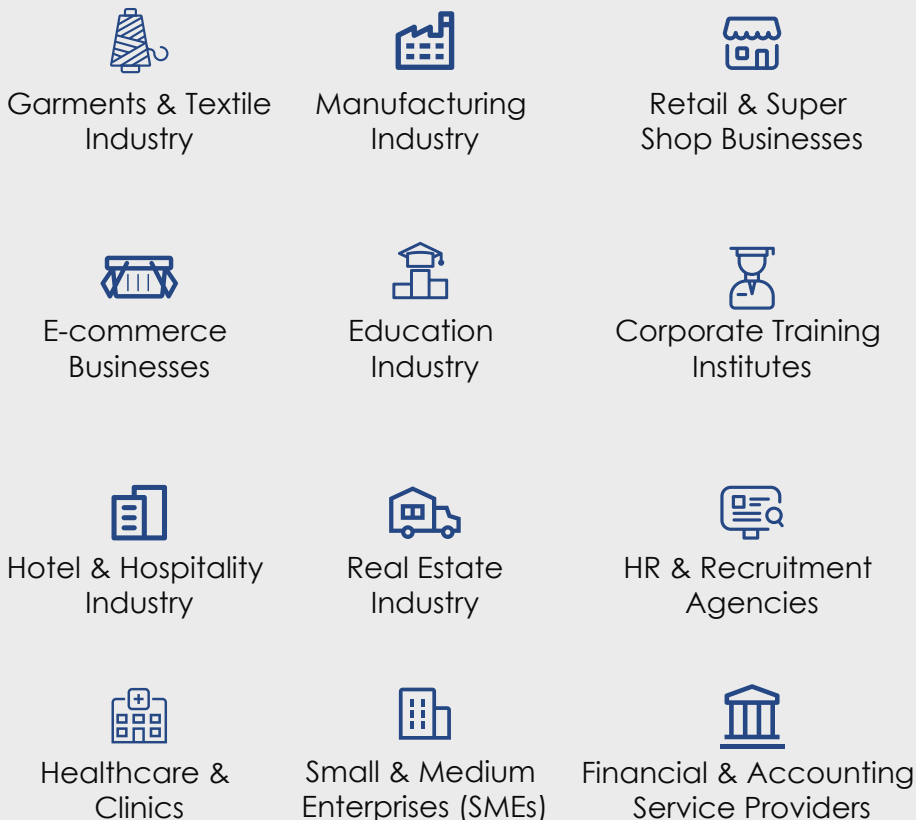 Garments & Textile
Industry
Manufacturing
Industry
Retail & Super
Shop Businesses
E-commerce
Businesses
Education
Industry
Corporate Training
Institutes
Hotel & Hospitality
Industry
Real Estate
Industry
HR & Recruitment
Agencies
Healthcare &
Clinics
Small & Medium
Enterprises (SMEs)
Financial & Accounting
Service Providers